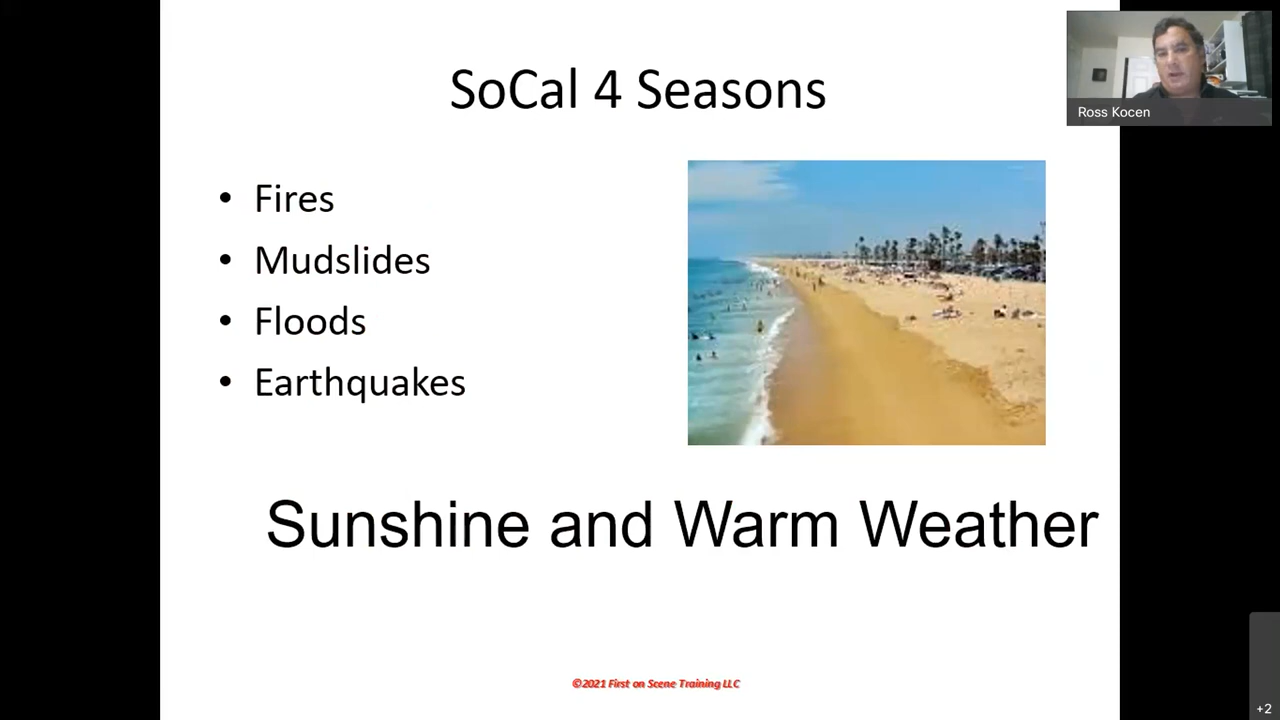 SoCal 4 Seasons
Ross Kocen
• Fires
• Mudslides
• Floods
• Earthquakes
Sunshine and Warm Weather
©2021 First on Scene Training LLC
+2